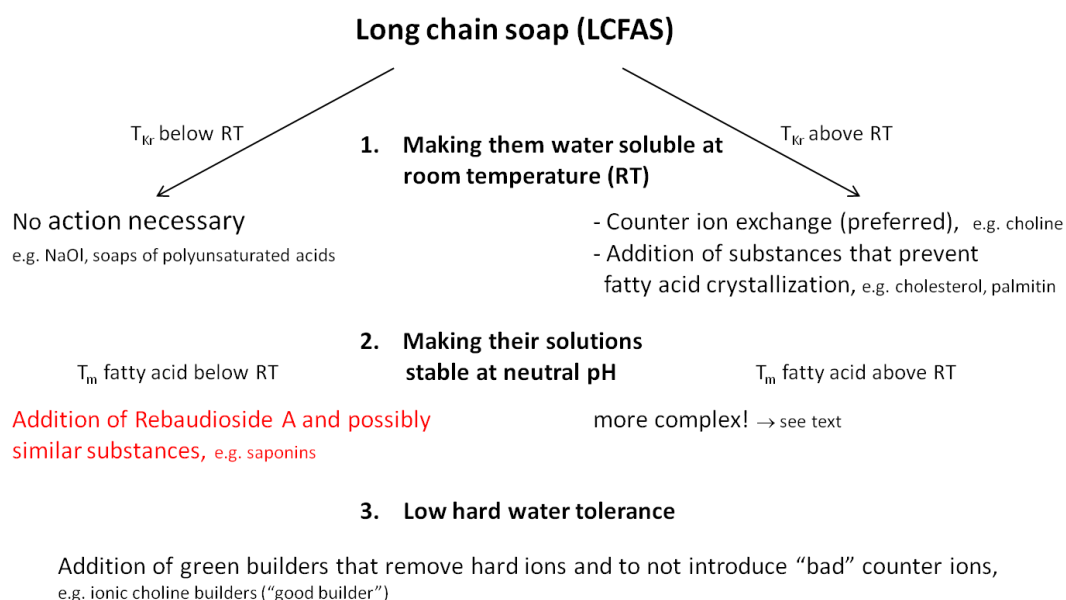 Long chain soap (LCFAS)
T_Kr below RT
T_Kr above RT
1. Making them water soluble at
room temperature (RT)
No action necessary
e.g. NaOl, soaps of polyunsaturated acids
- Counter ion exchange (preferred), e.g. choline
- Addition of substances that prevent
fatty acid crystallization, e.g. cholesterol, palmitin
2. Making their solutions
stable at neutral pH
T_m fatty acid below RT
T_m fatty acid above RT
Addition of Rebaudioside A and possibly
similar substances, e.g. saponins
more complex! → see text
3. Low hard water tolerance
Addition of green builders that remove hard ions and to not introduce “bad” counter ions,
e.g. ionic choline builders (“good builder”)